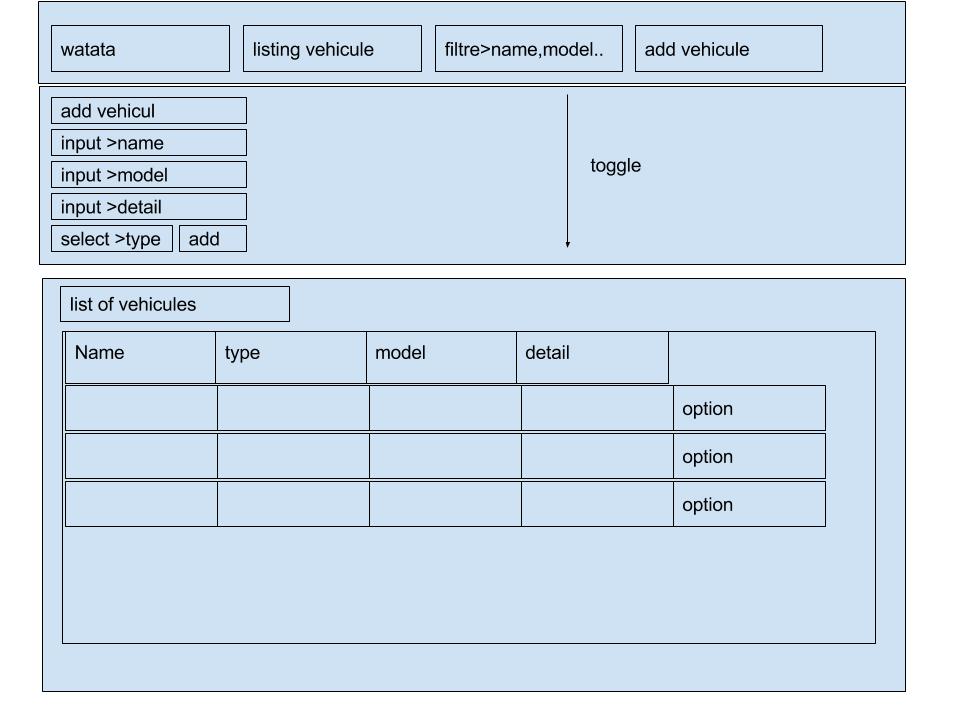 watata listing vehicule filtre>name,model.. add vehicule
add vehicul
input >name
toggle
input >model
input >detail
select >type add
list of vehicules
Name type model detail
option
option
option